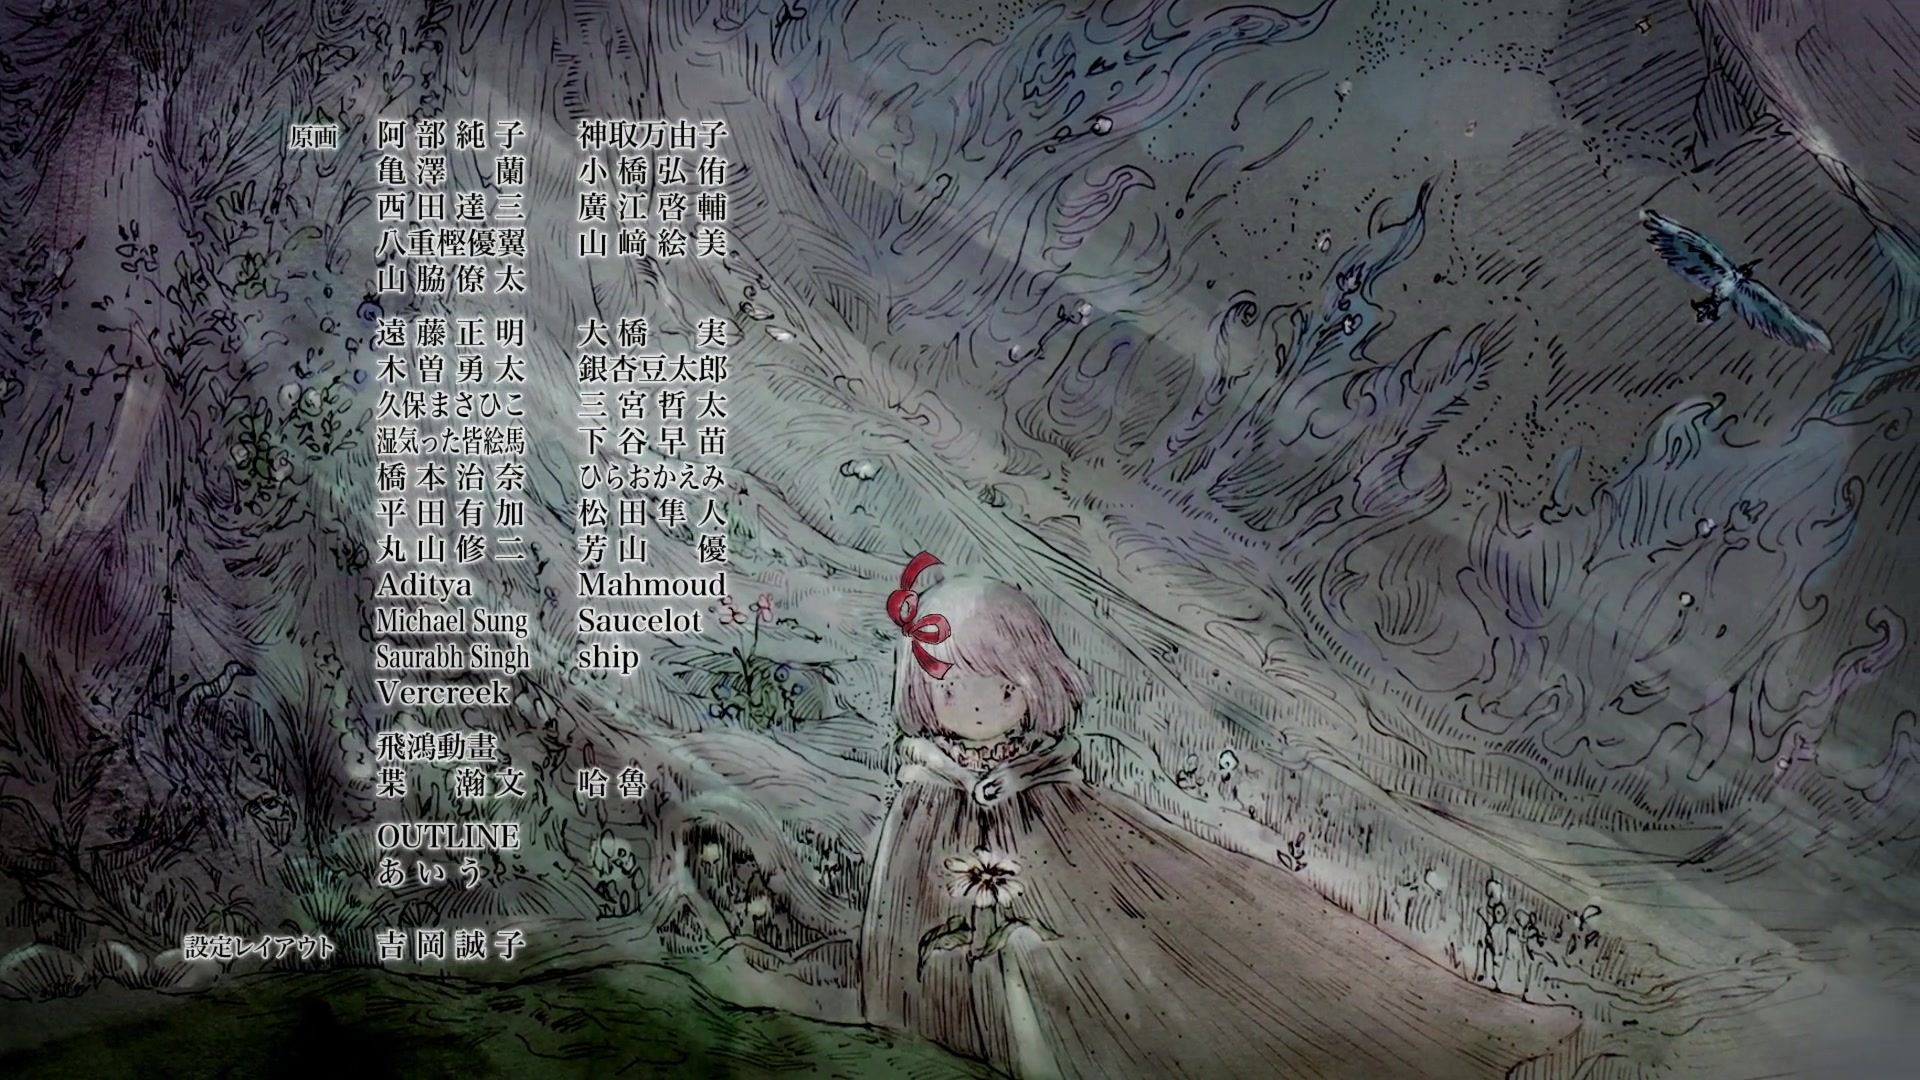 原画 阿部純子 神取万由子
亀澤蘭 小橋弘侑
西田達三 廣江啓輔
八重樫優翼 山﨑絵美
山脇僚太
遠藤正明 大橋実
木曽勇太 銀杏豆太郎
久保まさひこ 三宮哲太
湿気った皆絵馬 下谷早苗
橋本治奈 ひらおかえみ
平田有加 松田隼人
丸山修二 芳山優
Aditya Mahmoud
Michael Sung Saucelot
Saurabh Singh ship
Vercreek
飛鴻動畫
瀚文 哈魯
OUTLINE
あいう
設定レイアウト 吉岡誠子